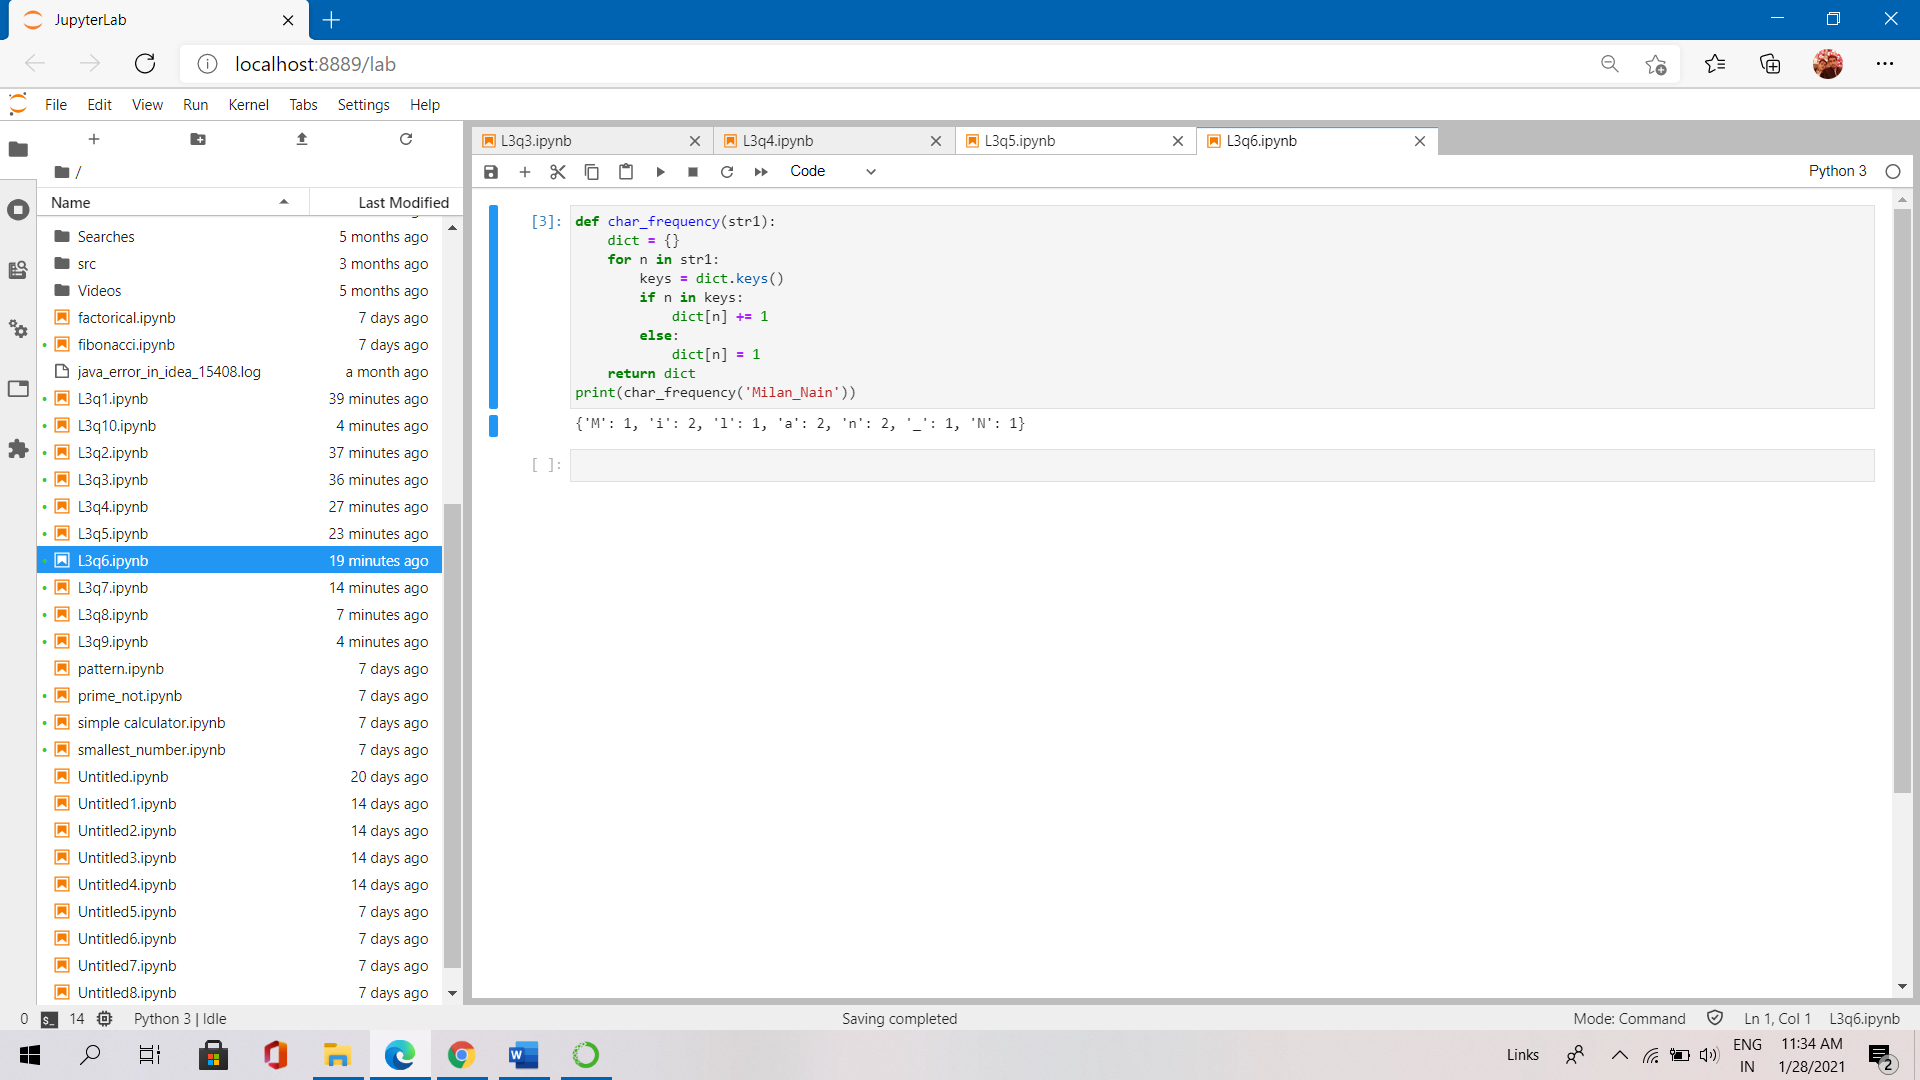 JupyterLab
localhost:8889/lab
File Edit View Run Kernel Tabs Settings Help
/
Name Last Modified
Searches 5 months ago
src 3 months ago
Videos 5 months ago
factorical.ipynb 7 days ago
fibonacci.ipynb 7 days ago
java_error_in_idea_15408.log a month ago
L3q1.ipynb 39 minutes ago
L3q10.ipynb 4 minutes ago
L3q2.ipynb 37 minutes ago
L3q3.ipynb 36 minutes ago
L3q4.ipynb 27 minutes ago
L3q5.ipynb 23 minutes ago
L3q6.ipynb 19 minutes ago
L3q7.ipynb 14 minutes ago
L3q8.ipynb 7 minutes ago
L3q9.ipynb 4 minutes ago
pattern.ipynb 7 days ago
prime_not.ipynb 7 days ago
simple calculator.ipynb 7 days ago
smallest_number.ipynb 7 days ago
Untitled.ipynb 20 days ago
Untitled1.ipynb 14 days ago
Untitled2.ipynb 14 days ago
Untitled3.ipynb 14 days ago
Untitled4.ipynb 14 days ago
Untitled5.ipynb 7 days ago
Untitled6.ipynb 7 days ago
Untitled7.ipynb 7 days ago
Untitled8.ipynb 7 days ago
L3q3.ipynb L3q4.ipynb L3q5.ipynb L3q6.ipynb
Code Python 3
[3]: def char_frequency(str1):
    dict = {}
    for n in str1:
        keys = dict.keys()
        if n in keys:
            dict[n] += 1
        else:
            dict[n] = 1
    return dict
print(char_frequency('Milan_Nain'))
{'M': 1, 'i': 2, 'l': 1, 'a': 2, 'n': 2, '_': 1, 'N': 1}
[ ]:
0 14 Python 3 | Idle Saving completed Mode: Command Ln 1, Col 1 L3q6.ipynb
Links ENG IN 11:34 AM 1/28/2021 2